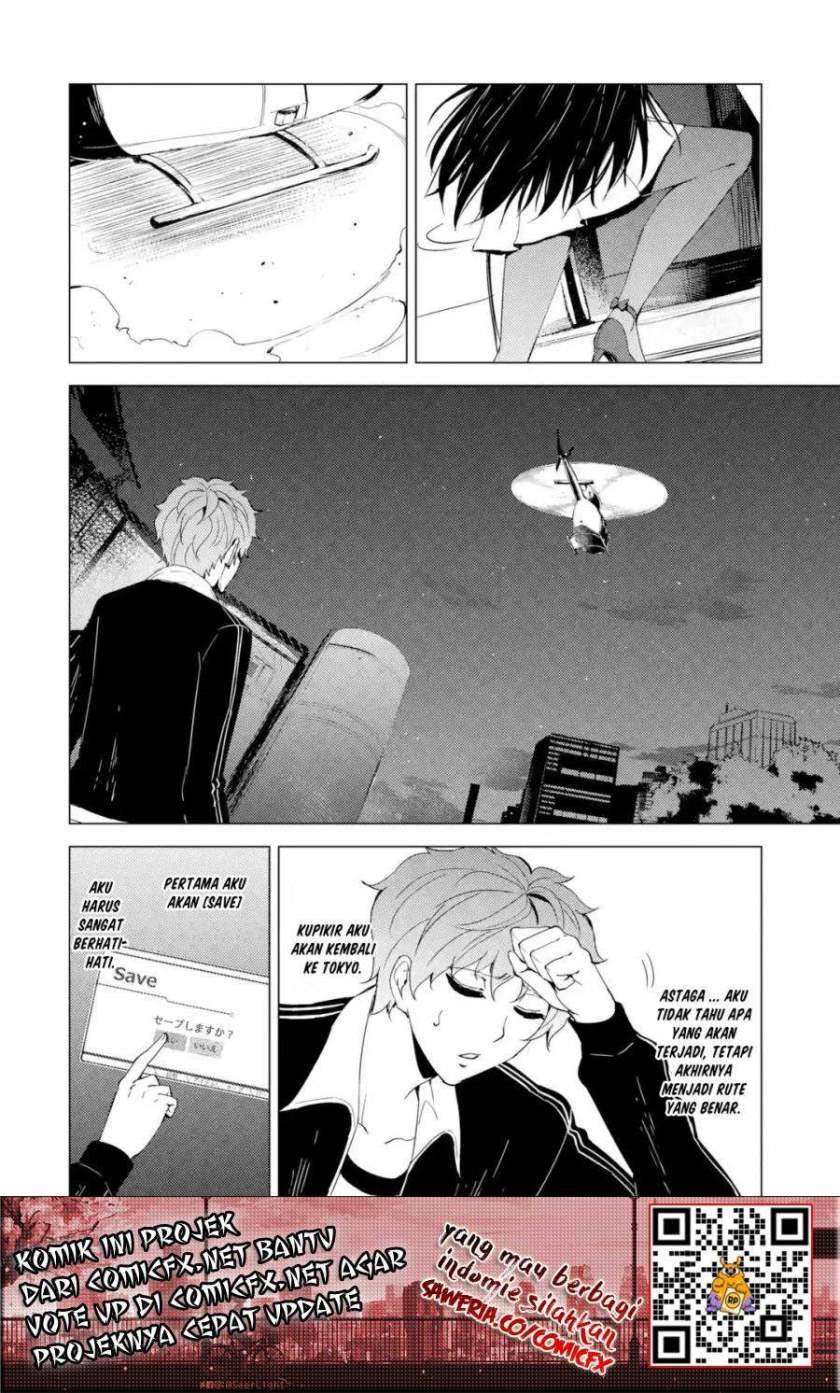 ASTAGA ... AKU
TIDAK TAHU APA
YANG AKAN
TERJADI, TETAPI
AKHIRNYA
MENJADI RUTE
YANG BENAR.
KUPIKIR AKU
AKAN KEMBALI
KE TOKYO.
PERTAMA AKU
AKAN [SAVE]
AKU
HARUS
SANGAT
BERHATI-
HATI.
Save
セーブしますか？
いいえ
KOMIK INI PROJEK
DARI COMICFX.NET BANTU
VOTE UP DI COMICFX.NET AGAR
PROJEKNYA CEPAT UPDATE
yang mau berbagi
indomie silahkan
SAWERIA.CO/COMICFX
RP